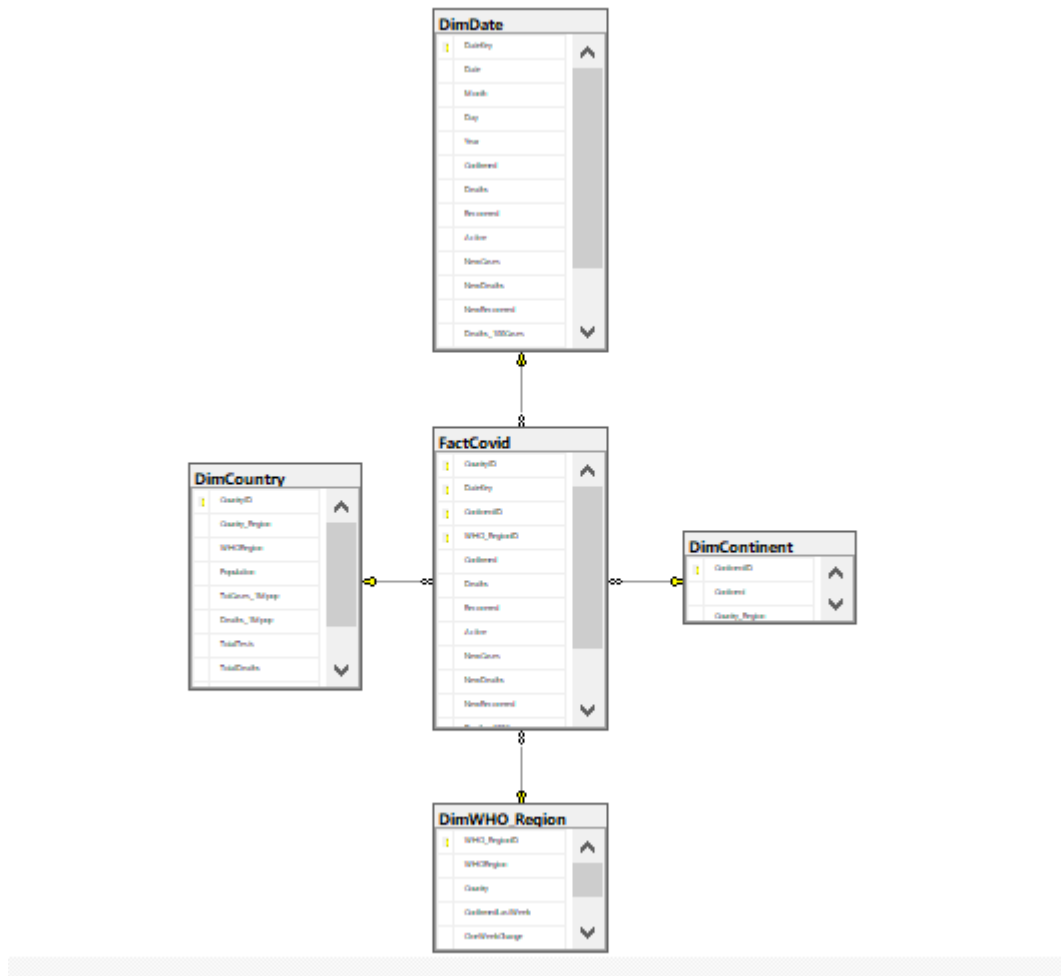 DimDate
DateKey
Date
Month
Day
Year
Confirmed
Deaths
Recovered
Active
NewCases
NewDeaths
NewRecovered
Deaths_100Cases
FactCovid
CountryID
DateKey
ContinentID
WHO_RegionID
Confirmed
Deaths
Recovered
Active
NewCases
NewDeaths
NewRecovered
DimCountry
CountryID
Country_Region
WHORegion
Population
TotCases_1Mpop
Deaths_1Mpop
TotalTests
TotalDeaths
DimContinent
ContinentID
Continent
Country_Region
DimWHO_Region
WHO_RegionID
WHORegion
Country
ConfirmedLastWeek
OneWeekChange